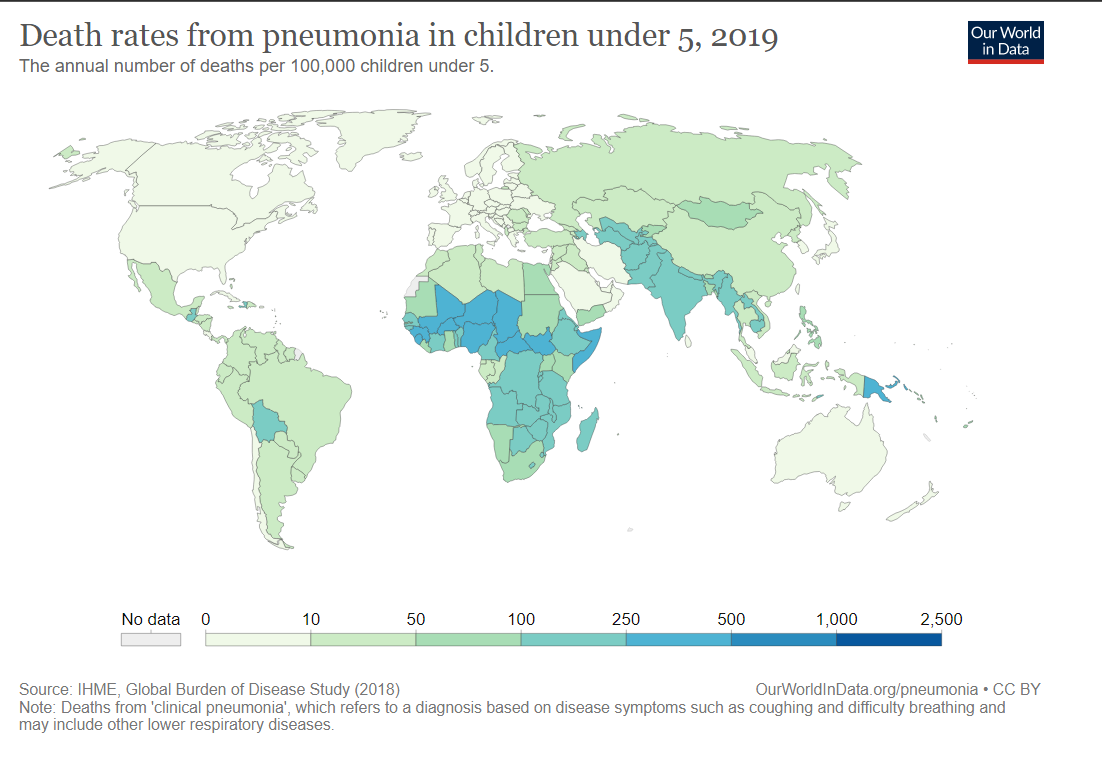 Death rates from pneumonia in children under 5, 2019
The annual number of deaths per 100,000 children under 5.
Our World
in Data
No data
0
10
50
100
250
500
1,000
2,500
Source: IHME, Global Burden of Disease Study (2018)
OurWorldInData.org/pneumonia • CC BY
Note: Deaths from 'clinical pneumonia', which refers to a diagnosis based on disease symptoms such as coughing and difficulty breathing and
may include other lower respiratory diseases.